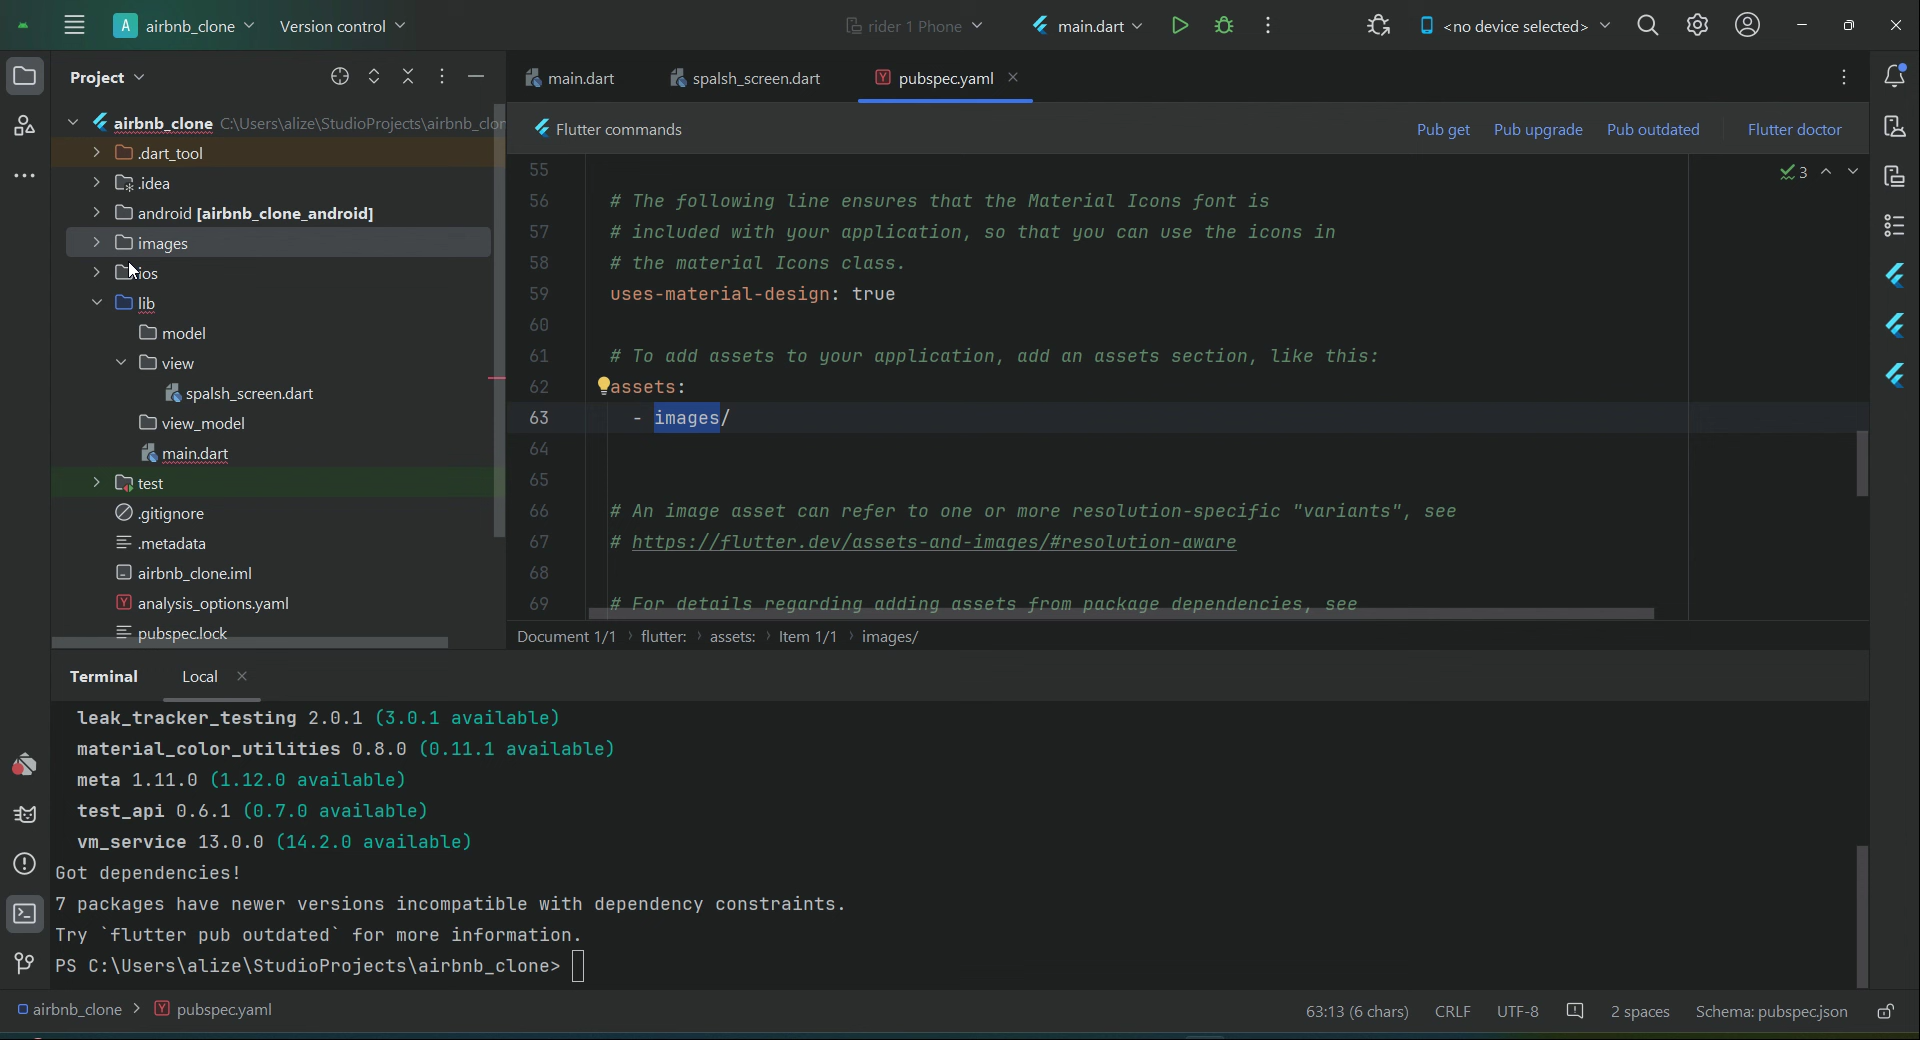 A airbnb_clone Version control rider 1 Phone main.dart <no device selected>
Project
airbnb_clone C:\Users\alize\StudioProjects\airbnb_clon
.dart_tool
.idea
android [airbnb_clone_android]
images
ios
lib
model
view
spalsh_screen.dart
view_model
main.dart
test
.gitignore
.metadata
airbnb_clone.iml
analysis_options.yaml
pubspec.lock
main.dart spalsh_screen.dart pubspec.yaml
Flutter commands Pub get Pub upgrade Pub outdated Flutter doctor
3
55
56 # The following line ensures that the Material Icons font is
57 # included with your application, so that you can use the icons in
58 # the material Icons class.
59 uses-material-design: true
60
61 # To add assets to your application, add an assets section, like this:
62 assets:
63 - images/
64
65
66 # An image asset can refer to one or more resolution-specific "variants", see
67 # https://flutter.dev/assets-and-images/#resolution-aware
68
69 # For details regarding adding assets from package dependencies, see
Document 1/1 › flutter: › assets: › Item 1/1 › images/
Terminal Local
leak_tracker_testing 2.0.1 (3.0.1 available)
material_color_utilities 0.8.0 (0.11.1 available)
meta 1.11.0 (1.12.0 available)
test_api 0.6.1 (0.7.0 available)
vm_service 13.0.0 (14.2.0 available)
Got dependencies!
7 packages have newer versions incompatible with dependency constraints.
Try `flutter pub outdated` for more information.
PS C:\Users\alize\StudioProjects\airbnb_clone>
airbnb_clone › pubspec.yaml 63:13 (6 chars) CRLF UTF-8 2 spaces Schema: pubspec.json